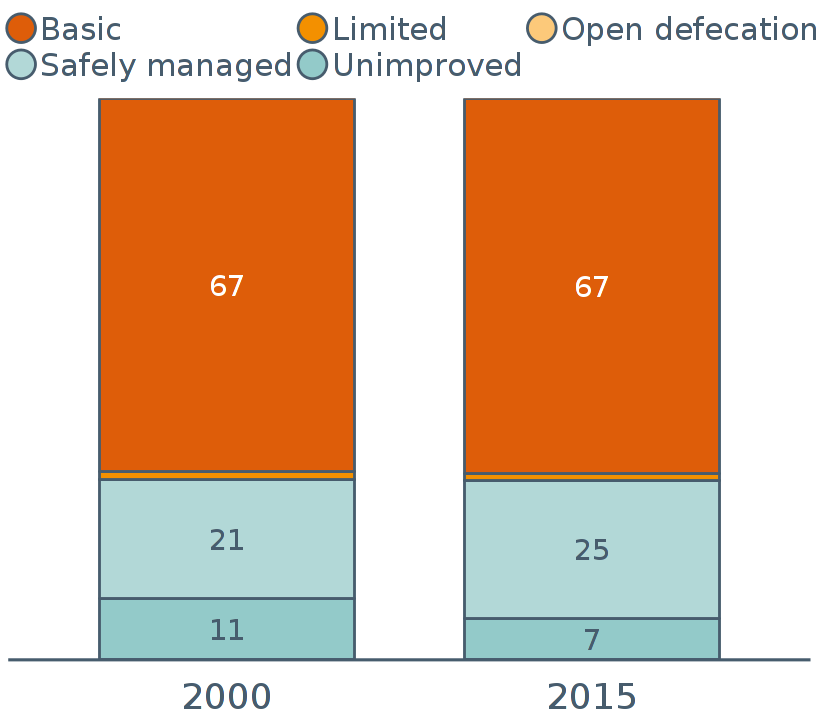 Basic Limited Open defecation
Safely managed Unimproved
67 67
21 25
11 7
2000 2015